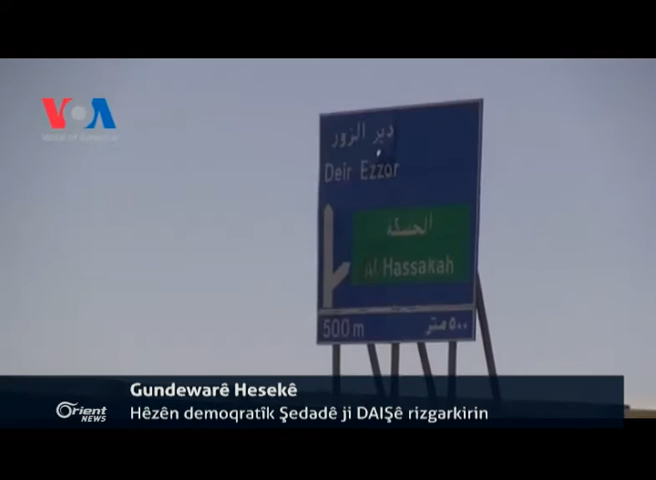 VOA
دير الزور
Deir Ezzor
الحسكة
Al Hassakah
500 m
٥٠٠ متر
Gundewarê Hesekê
Hêzên demoqratîk Şedadê ji DAIŞê rizgarkirin
Orient
NEWS